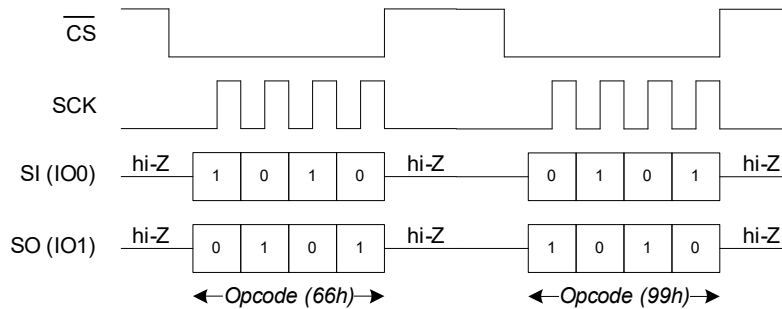 CS
SCK
hi-Z hi-Z hi-Z
SI (IO0) 1 0 1 0 0 1 0 1
hi-Z hi-Z hi-Z
SO (IO1) 0 1 0 1 1 0 1 0
Opcode (66h) Opcode (99h)